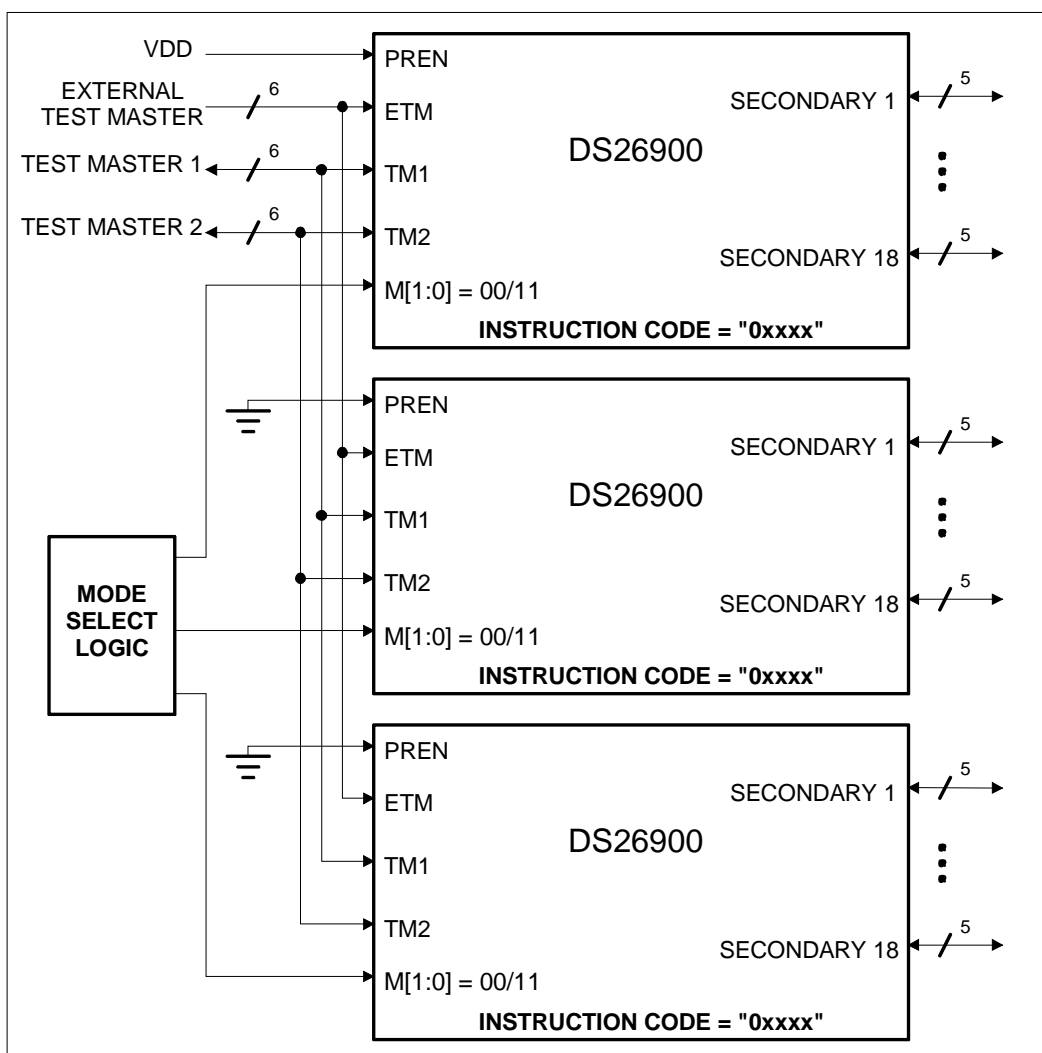 VDD
EXTERNAL
TEST MASTER
6
TEST MASTER 1
6
TEST MASTER 2
6
PREN
ETM
TM1
TM2
M[1:0] = 00/11
DS26900
SECONDARY 1
5
SECONDARY 18
5
INSTRUCTION CODE = "0xxxx"
PREN
ETM
TM1
TM2
M[1:0] = 00/11
DS26900
SECONDARY 1
5
SECONDARY 18
5
INSTRUCTION CODE = "0xxxx"
MODE
SELECT
LOGIC
PREN
ETM
TM1
TM2
M[1:0] = 00/11
DS26900
SECONDARY 1
5
SECONDARY 18
5
INSTRUCTION CODE = "0xxxx"